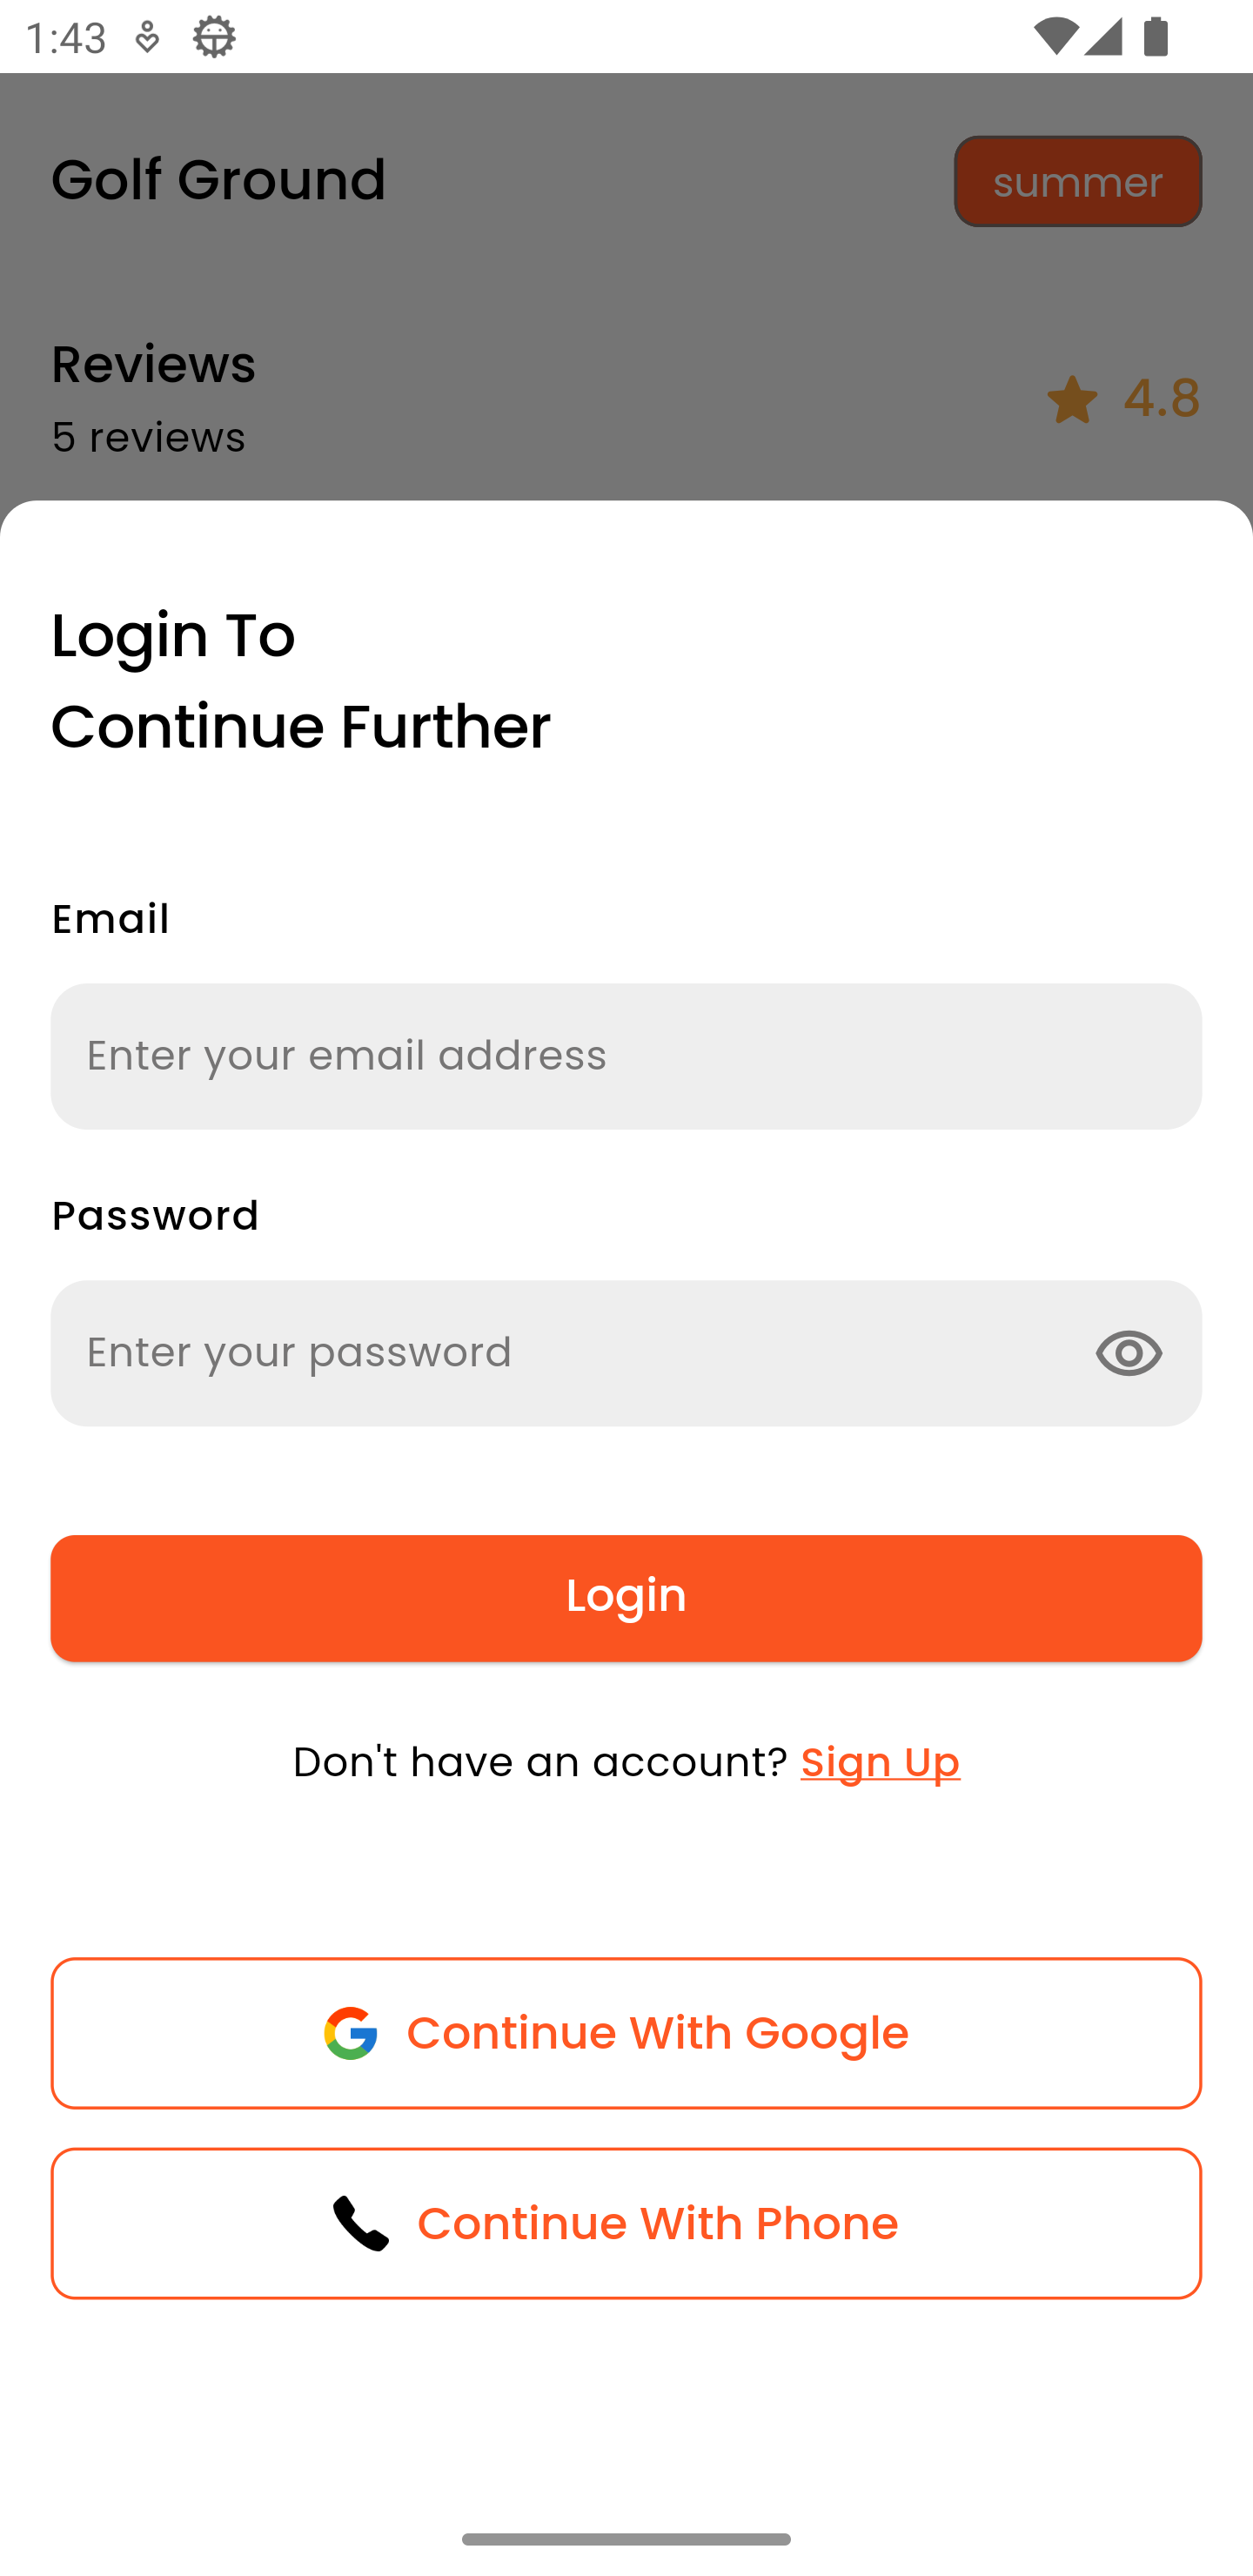 1:43
Golf Ground
summer
Reviews
5 reviews
4.8
Login To
Continue Further
Email
Enter your email address
Password
Enter your password
Login
Don't have an account? Sign Up
Continue With Google
Continue With Phone